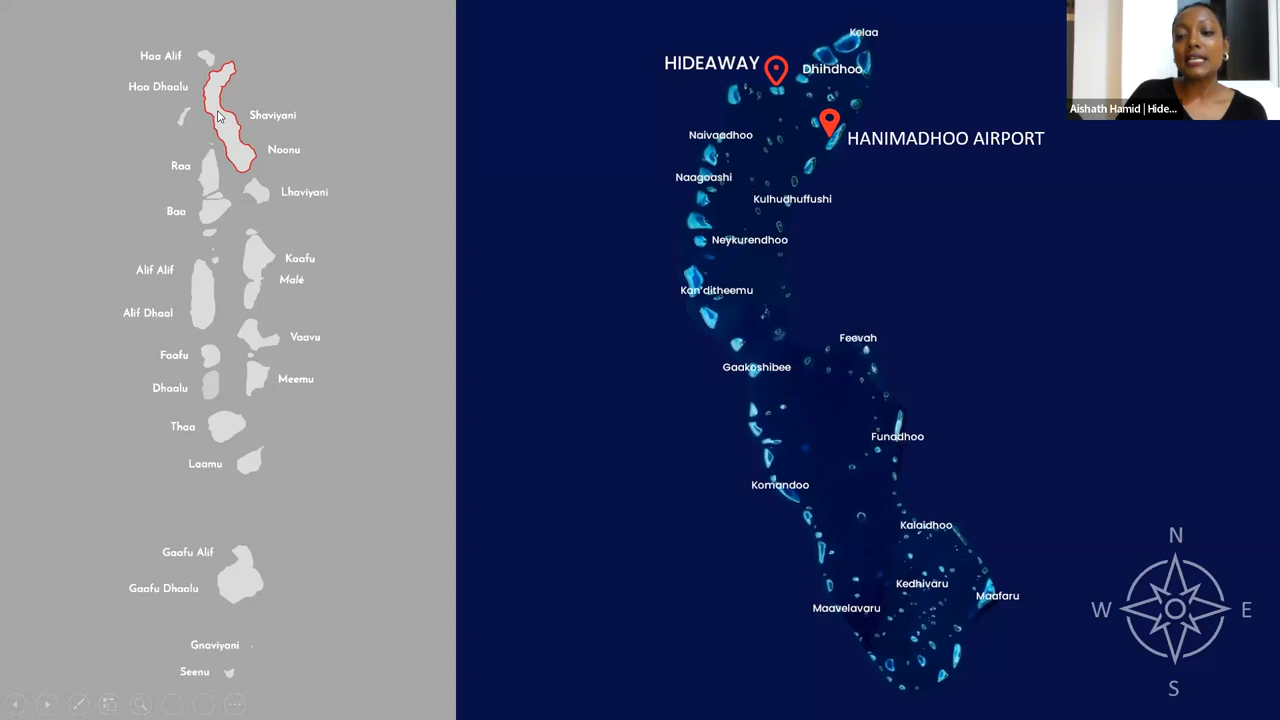 Haa Alif
Haa Dhaalu
Shaviyani
Noonu
Raa
Lhaviyani
Baa
Kaafu
Alif Alif
Malé
Alif Dhaal
Vaavu
Faafu
Meemu
Dhaalu
Thaa
Laamu
Gaafu Alif
Gaafu Dhaalu
Gnaviyani
Seenu
Kelaa
HIDEAWAY
Dhihdhoo
HANIMADHOO AIRPORT
Naivaadhoo
Naagoashi
Kulhudhuffushi
Neykurendhoo
Kan'ditheemu
Feevah
Gaakoshibee
Funadhoo
Komandoo
Kalaidhoo
Kedhivaru
Maafaru
Maavelavaru
N
W
E
S
Aishath Hamid | Hide...